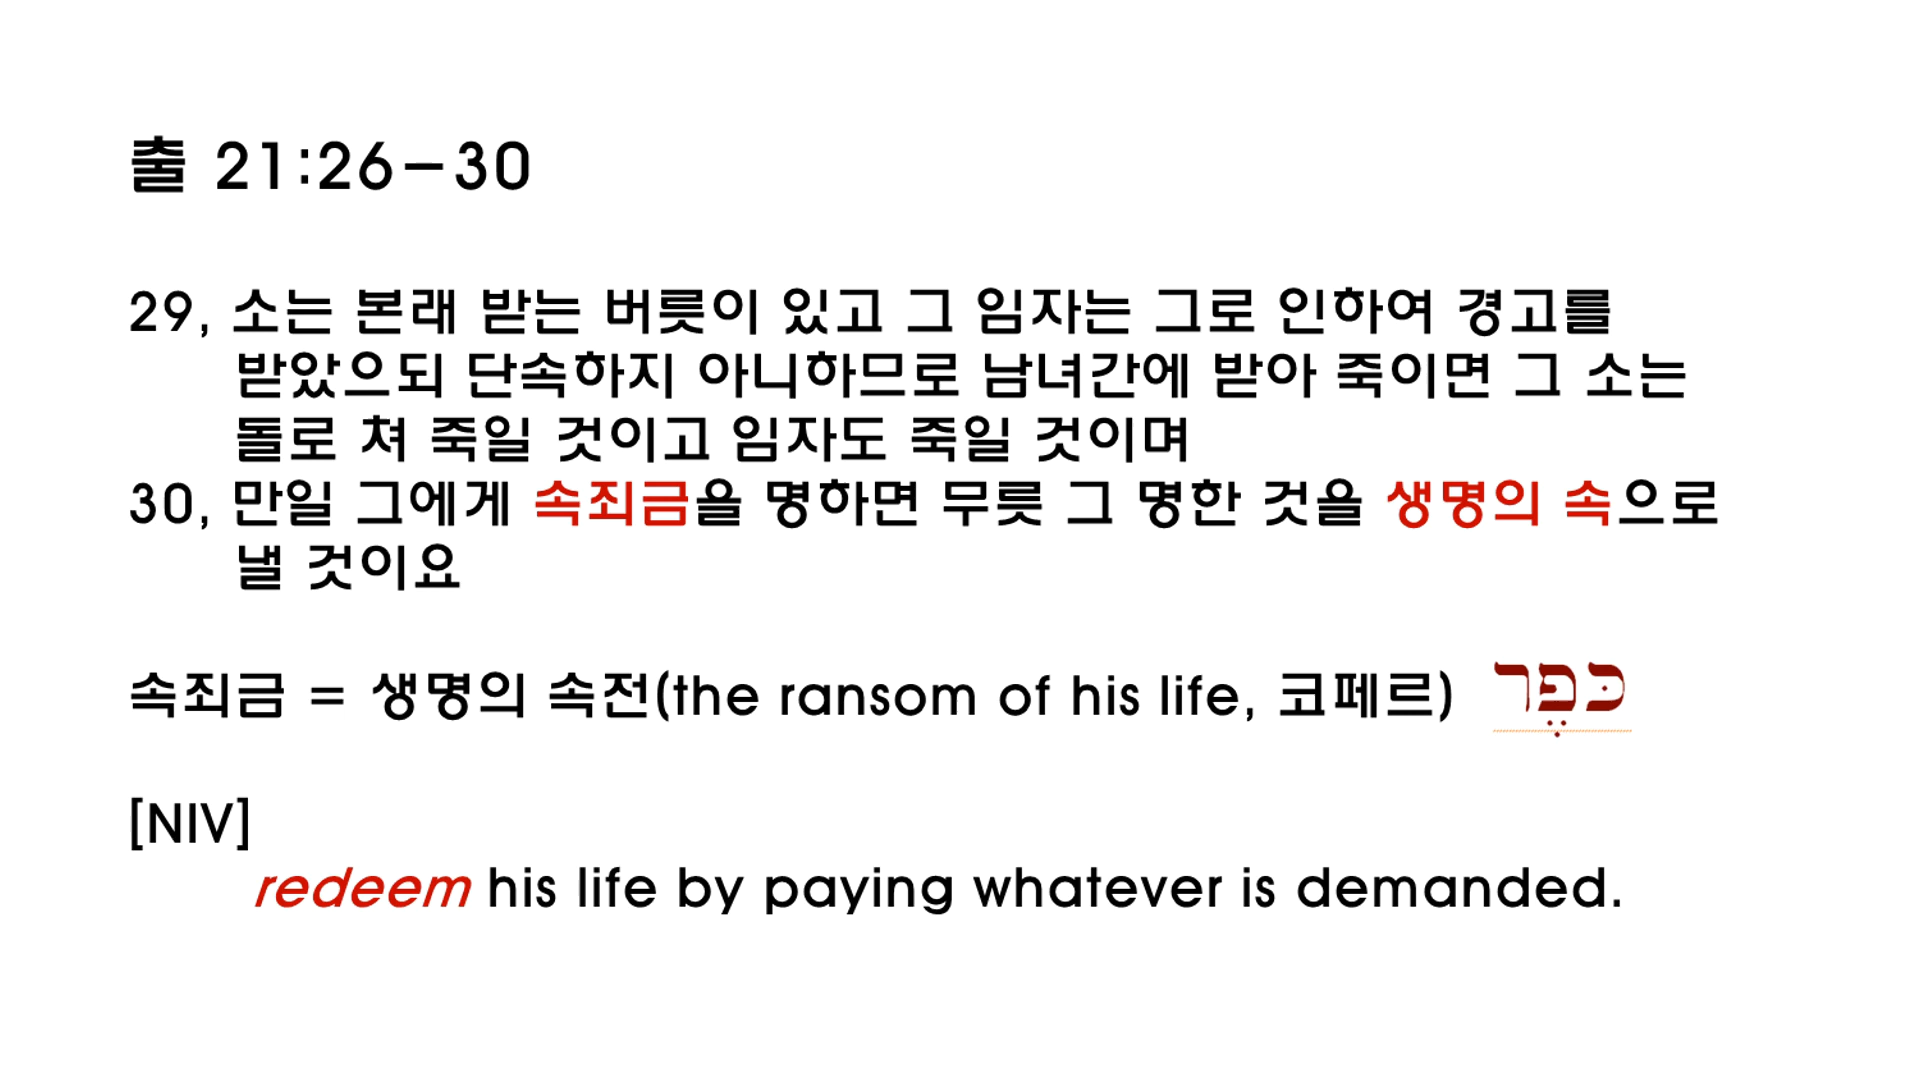 출 21:26-30
29, 소는 본래 받는 버릇이 있고 그 임자는 그로 인하여 경고를
받았으되 단속하지 아니하므로 남녀간에 받아 죽이면 그 소는
돌로 쳐 죽일 것이고 임자도 죽일 것이며
30, 만일 그에게 속죄금을 명하면 무릇 그 명한 것을 생명의 속으로
낼 것이요
속죄금 = 생명의 속전(the ransom of his life, 코페르) כּפֶר
[NIV]
redeem his life by paying whatever is demanded.